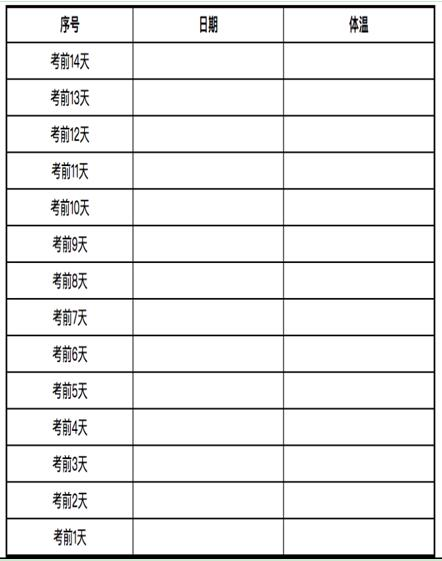 序号 日期 体温
考前14天
考前13天
考前12天
考前11天
考前10天
考前9天
考前8天
考前7天
考前6天
考前5天
考前4天
考前3天
考前2天
考前1天